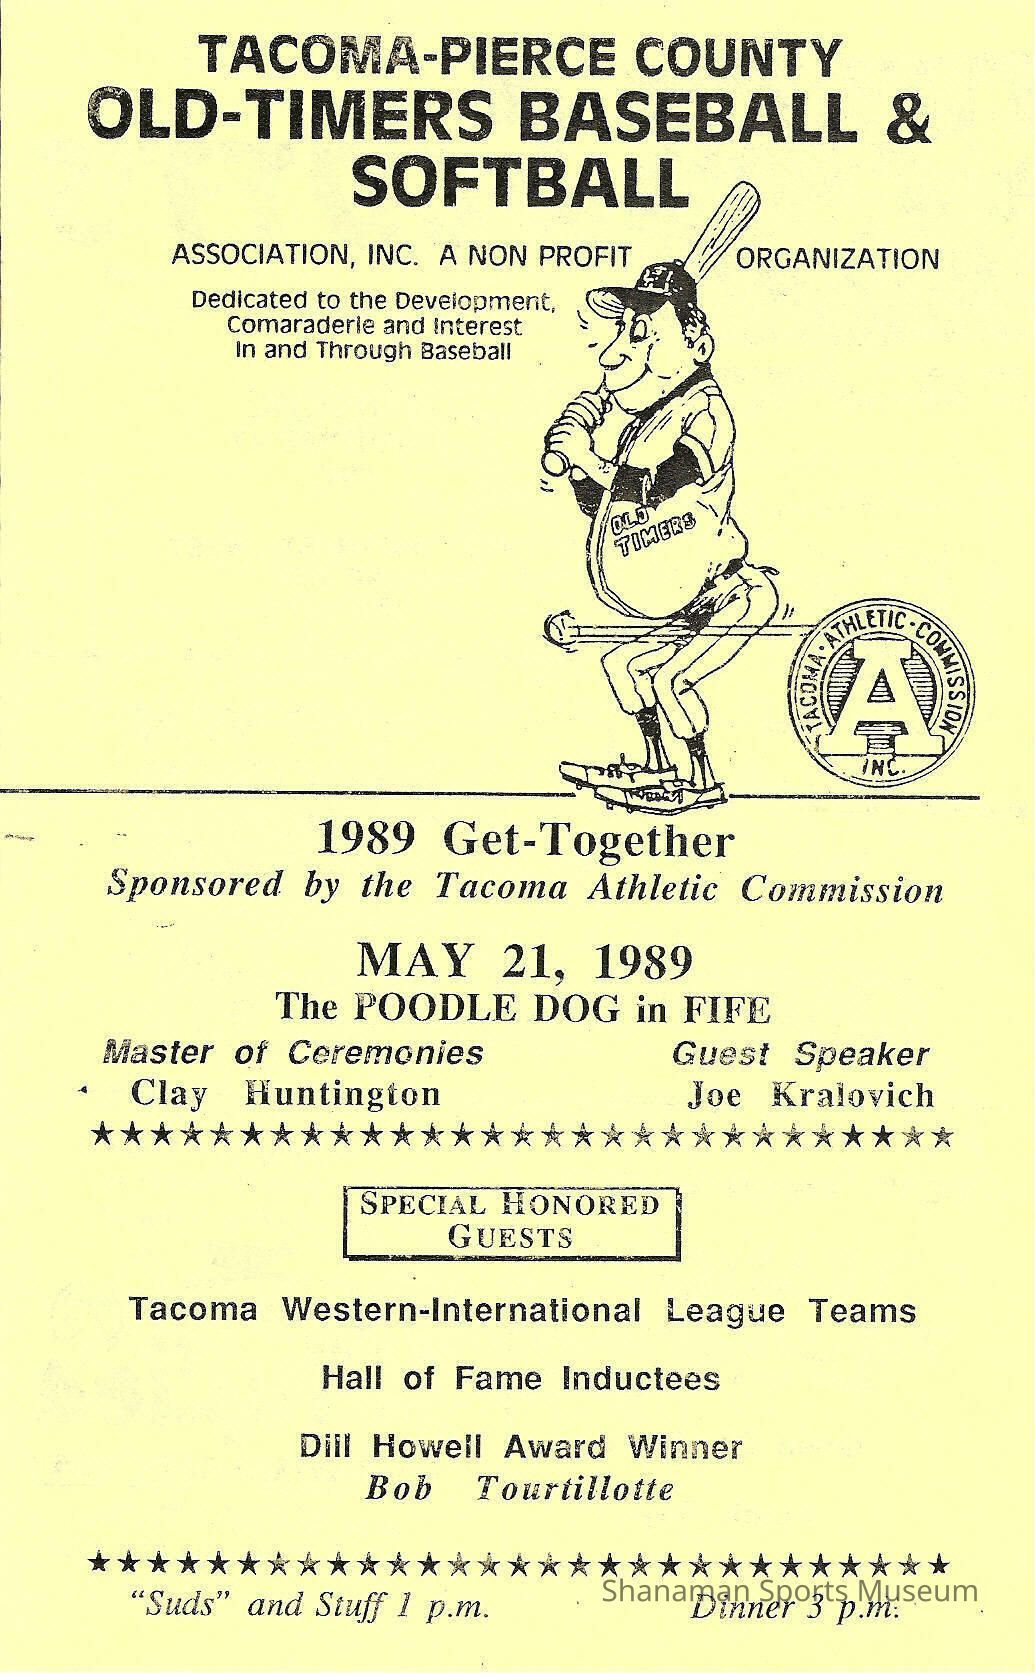 TACOMA-PIERCE COUNTY
OLD-TIMERS BASEBALL &
SOFTBALL
ASSOCIATION, INC. A NON PROFIT ORGANIZATION
Dedicated to the Development,
Comaraderie and Interest
In and Through Baseball
OLD
TIMERS
TACOMA · ATHLETIC · COMMISSION
A
INC.
1989 Get-Together
Sponsored by the Tacoma Athletic Commission
MAY 21, 1989
The POODLE DOG in FIFE
Master of Ceremonies Guest Speaker
Clay Huntington Joe Kralovich
SPECIAL HONORED
GUESTS
Tacoma Western-International League Teams
Hall of Fame Inductees
Dill Howell Award Winner
Bob Tourtillotte
"Suds" and Stuff 1 p.m. Dinner 3 p.m.
Shanaman Sports Museum